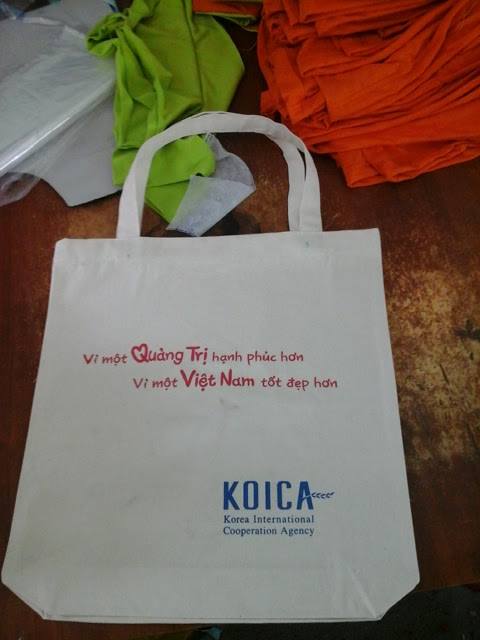 Vì một Quảng Trị hạnh phúc hơn
Vì một Việt Nam tốt đẹp hơn
KOICA
Korea International
Cooperation Agency